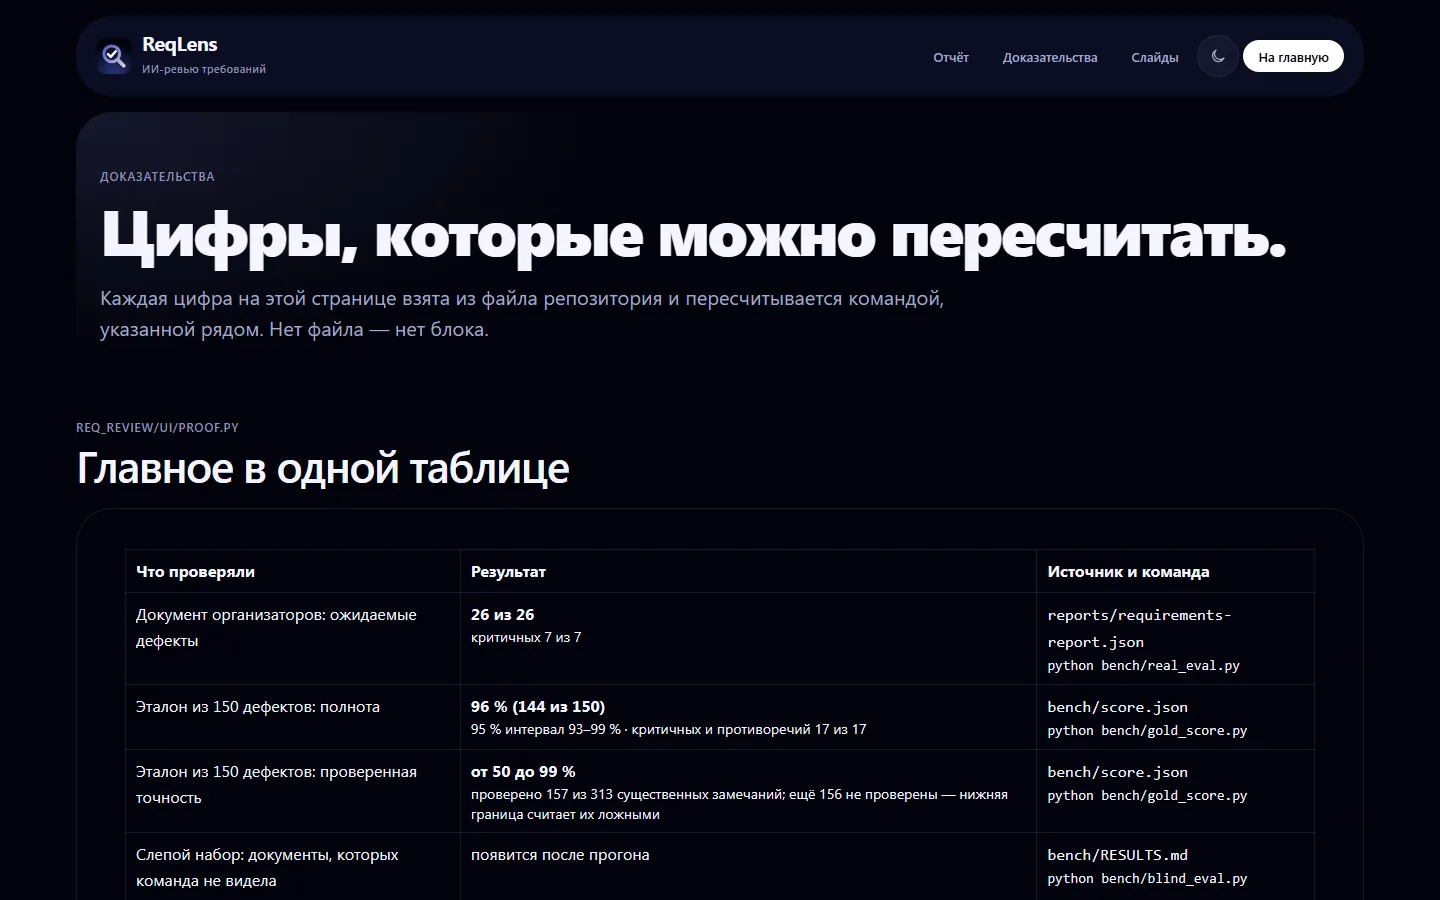 ReqLens
ИИ-ревью требований
Отчёт
Доказательства
Слайды
На главную
ДОКАЗАТЕЛЬСТВА
Цифры, которые можно пересчитать.
Каждая цифра на этой странице взята из файла репозитория и пересчитывается командой,
указанной рядом. Нет файла — нет блока.
REQ_REVIEW/UI/PROOF.PY
Главное в одной таблице
Что проверяли
Результат
Источник и команда
Документ организаторов: ожидаемые
дефекты
26 из 26
критичных 7 из 7
reports/requirements-
report.json
python bench/real_eval.py
Эталон из 150 дефектов: полнота
96 % (144 из 150)
95 % интервал 93–99 % · критичных и противоречий 17 из 17
bench/score.json
python bench/gold_score.py
Эталон из 150 дефектов: проверенная
точность
от 50 до 99 %
проверено 157 из 313 существенных замечаний; ещё 156 не проверены — нижняя
граница считает их ложными
bench/score.json
python bench/gold_score.py
Слепой набор: документы, которых
команда не видела
появится после прогона
bench/RESULTS.md
python bench/blind_eval.py